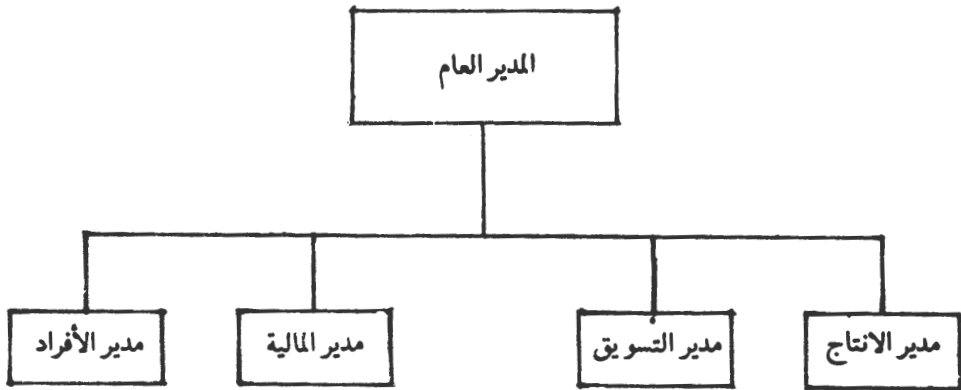 المدير العام
مدير الانتاج
مدير التسويق
مدير المالية
مدير الأفراد